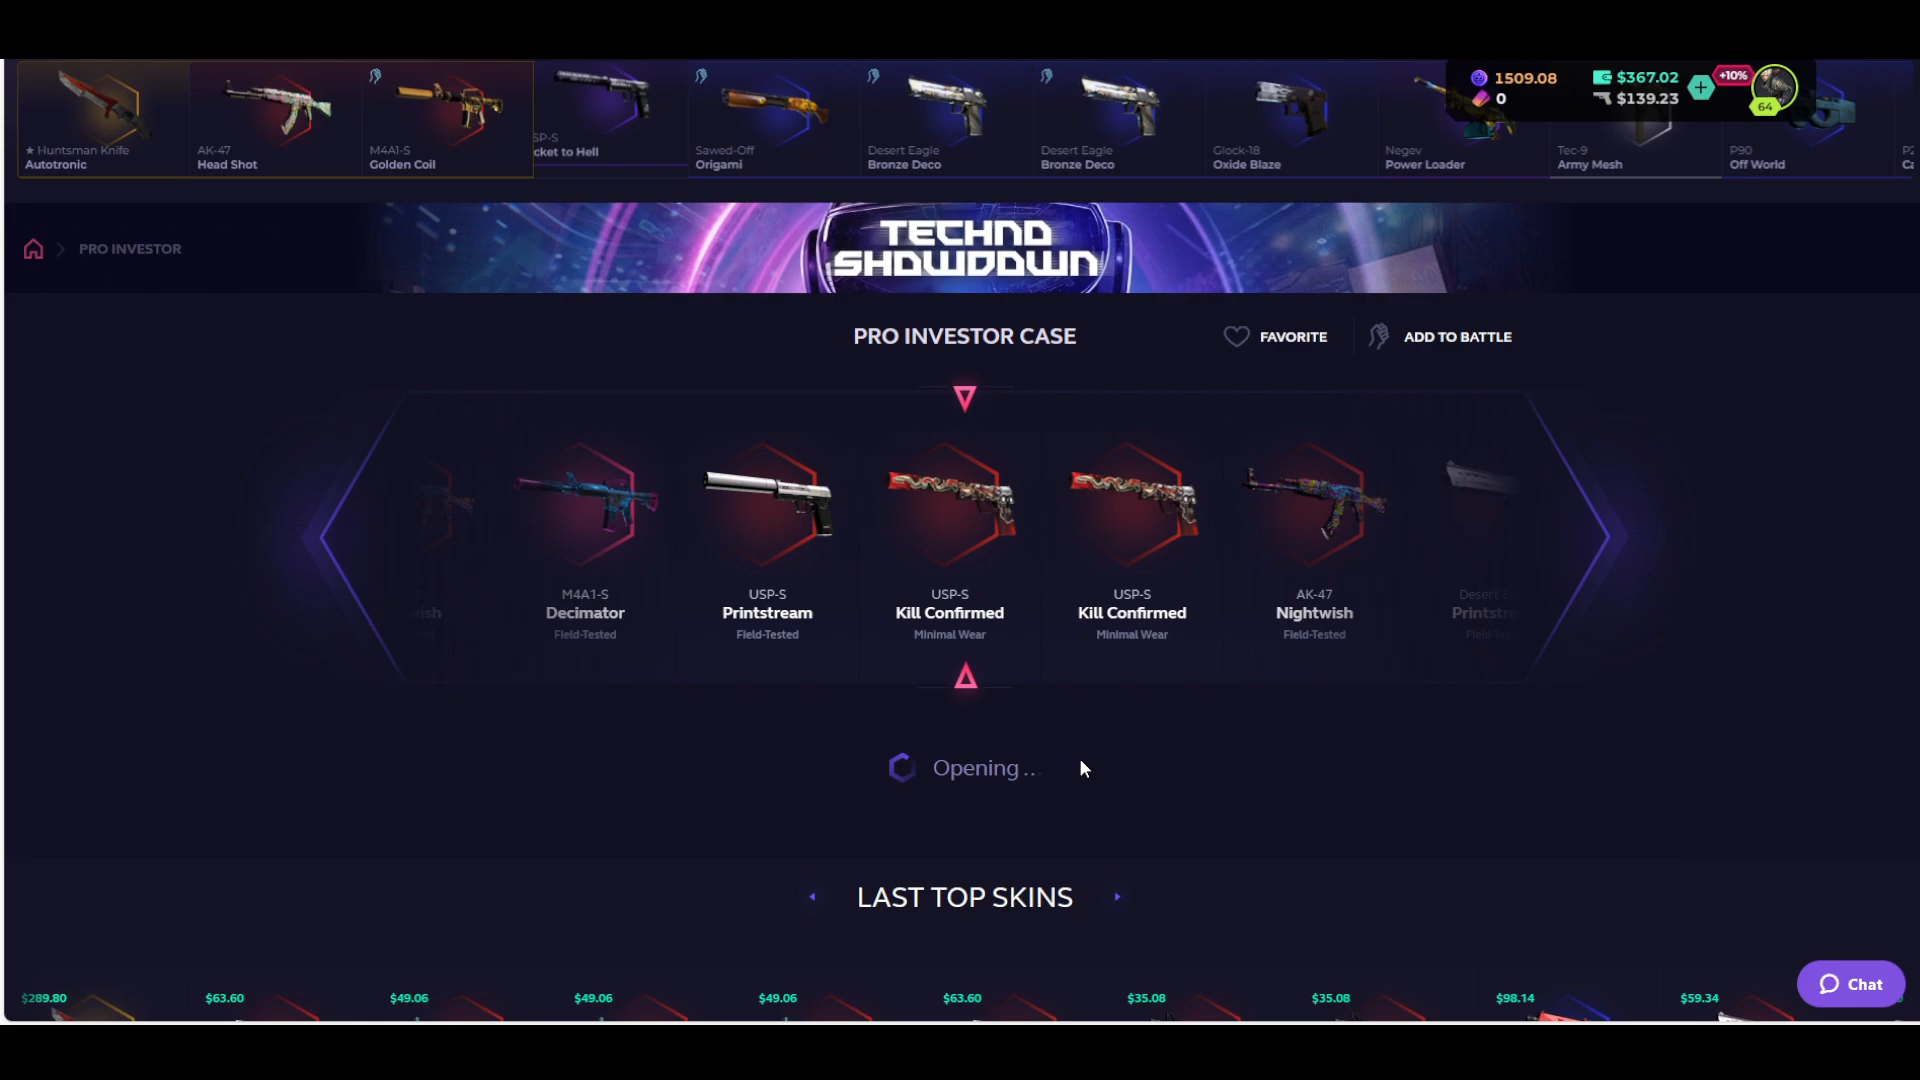 1509.08
$367.02
+10%
0
$139.23
64
★ Huntsman Knife
Autotronic
AK-47
Head Shot
M4A1-S
Golden Coil
SP-S
cket to Hell
Sawed-Off
Origami
Desert Eagle
Bronze Deco
Desert Eagle
Bronze Deco
Glock-18
Oxide Blaze
Negev
Power Loader
Tec-9
Army Mesh
P90
Off World
PRO INVESTOR
TECHNO
SHOWDOWN
PRO INVESTOR CASE
FAVORITE
ADD TO BATTLE
M4A1-S
Decimator
Field-Tested
USP-S
Printstream
Field-Tested
USP-S
Kill Confirmed
Minimal Wear
USP-S
Kill Confirmed
Minimal Wear
AK-47
Nightwish
Field-Tested
Desert E
Printstre
Field-Te
Opening ...
LAST TOP SKINS
$289.80
$63.60
$49.06
$49.06
$49.06
$63.60
$35.08
$35.08
$98.14
$59.34
Chat